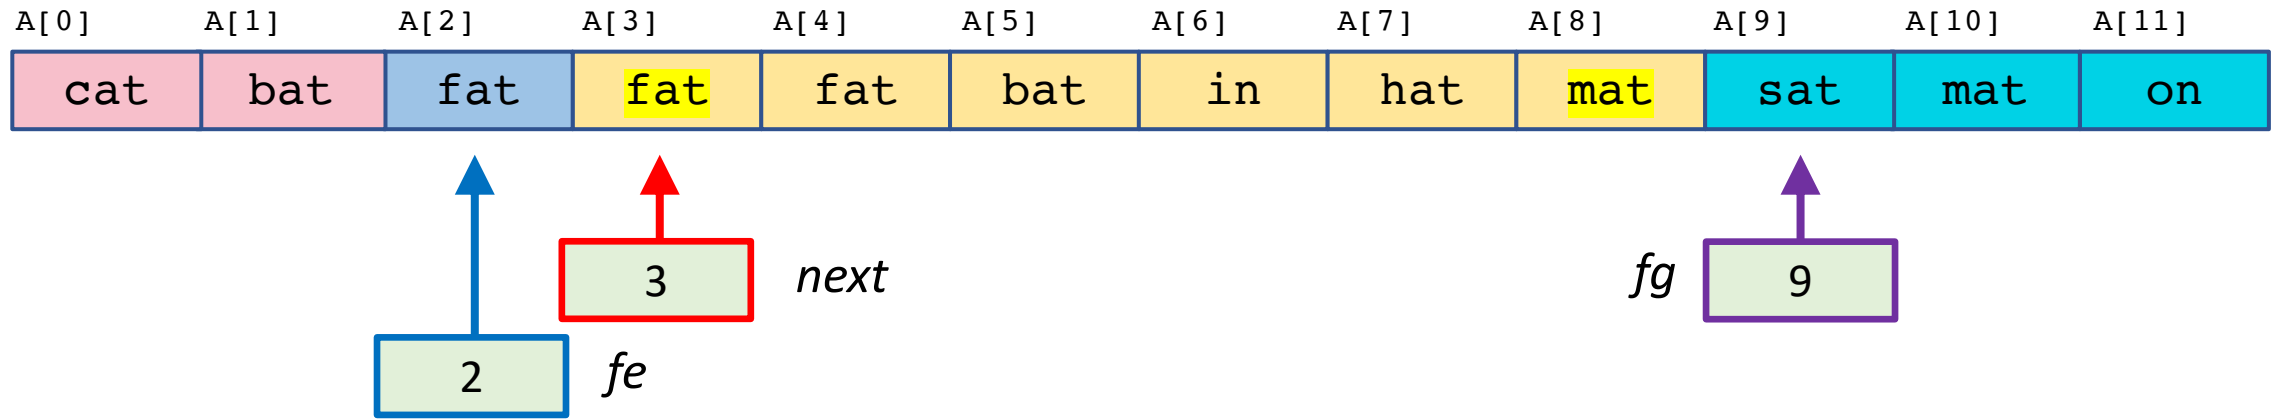 A[0] A[1] A[2] A[3] A[4] A[5] A[6] A[7] A[8] A[9] A[10] A[11]
cat bat fat fat fat bat in hat mat sat mat on
3 next fg 9
2 fe